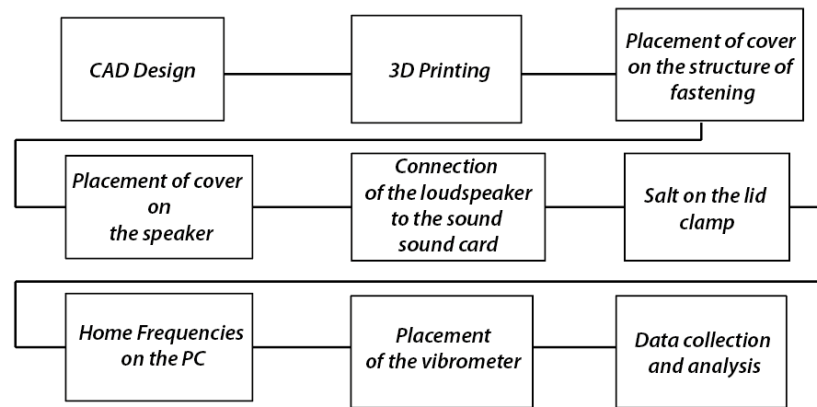 CAD Design
3D Printing
Placement of cover
on the structure of
fastening
Placement of cover
on
the speaker
Connection
of the loudspeaker
to the sound
sound card
Salt on the lid
clamp
Home Frequencies
on the PC
Placement
of the vibrometer
Data collection
and analysis